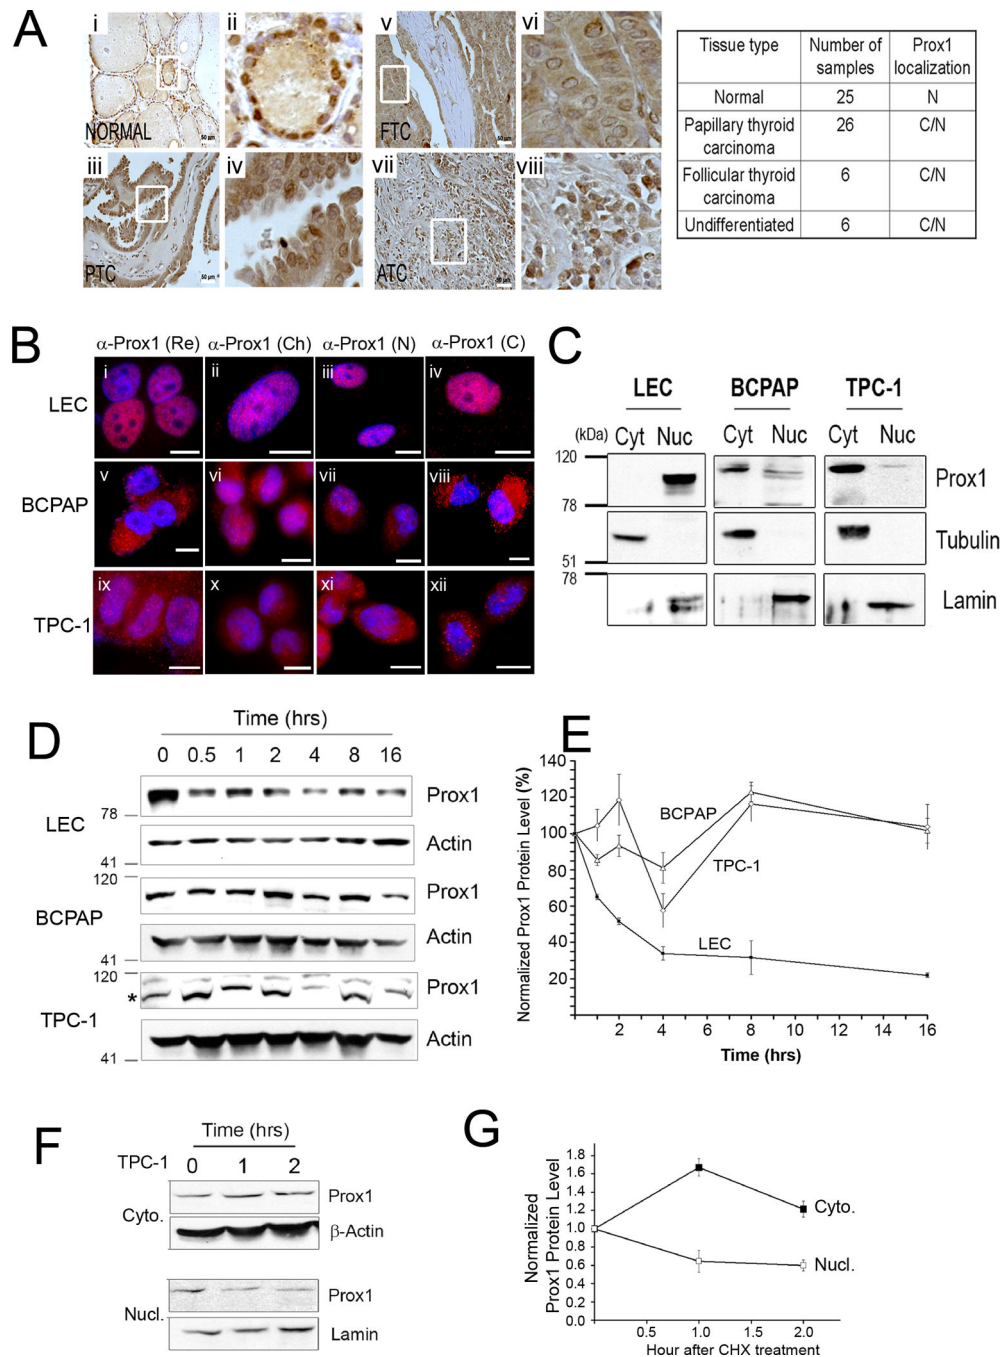 A
i
ii
v
vi
NORMAL
50 µm
FTC
50 µm
iii
iv
vii
viii
PTC
50 µm
ATC
Tissue type Number of samples Prox1 localization
Normal 25 N
Papillary thyroid carcinoma 26 C/N
Follicular thyroid carcinoma 6 C/N
Undifferentiated 6 C/N
B
α-Prox1 (Re) α-Prox1 (Ch) α-Prox1 (N) α-Prox1 (C)
LEC
i
ii
iii
iv
BCPAP
v
vi
vii
viii
TPC-1
ix
x
xi
xii
C
LEC BCPAP TPC-1
(kDa) Cyt Nuc Cyt Nuc Cyt Nuc
120
Prox1
78
Tubulin
51
78
Lamin
D
Time (hrs)
0 0.5 1 2 4 8 16
LEC
Prox1
78
Actin
41
BCPAP
120
Prox1
Actin
41
TPC-1
120
Prox1
*
Actin
41
E
Normalized Prox1 Protein Level (%)
140
120
100
80
60
40
20
BCPAP
TPC-1
LEC
2 4 6 8 10 12 14 16
Time (hrs)
F
Time (hrs)
TPC-1 0 1 2
Cyto.
Prox1
β-Actin
Nucl.
Prox1
Lamin
G
Normalized
Prox1 Protein Level
1.8
1.6
1.4
1.2
1.0
0.8
0.6
0.4
0.2
0.0
Cyto.
Nucl.
0.5 1.0 1.5 2.0
Hour after CHX treatment